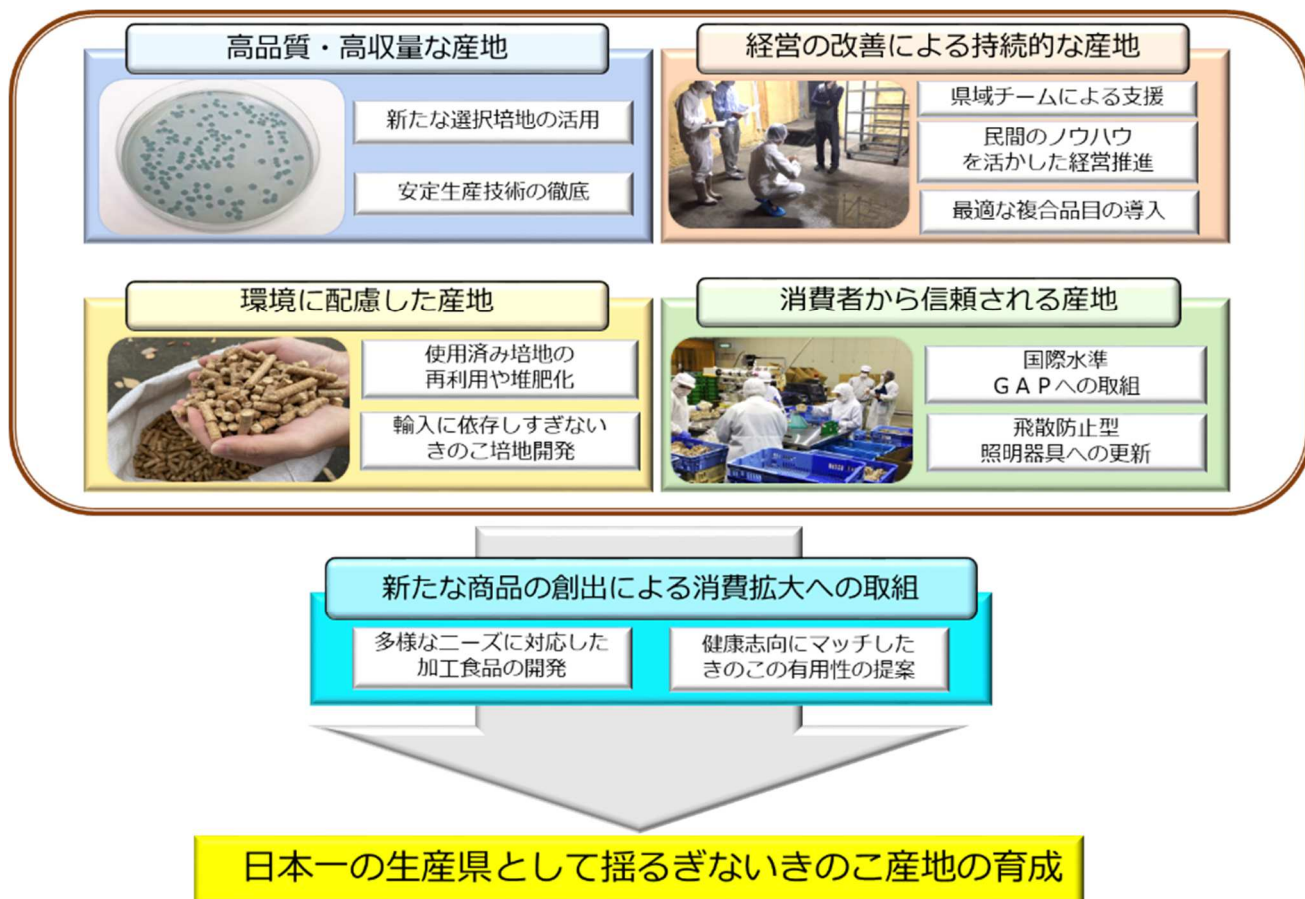 高品質・高収量な産地
新たな選択培地の活用
安定生産技術の徹底
経営の改善による持続的な産地
県域チームによる支援
民間のノウハウ
を活かした経営推進
最適な複合品目の導入
環境に配慮した産地
使用済み培地の
再利用や堆肥化
輸入に依存しすぎない
きのこ培地開発
消費者から信頼される産地
国際水準
GAPへの取組
飛散防止型
照明器具への更新
新たな商品の創出による消費拡大への取組
多様なニーズに対応した
加工食品の開発
健康志向にマッチした
きのこの有用性の提案
日本一の生産県として揺るぎないきのこ産地の育成